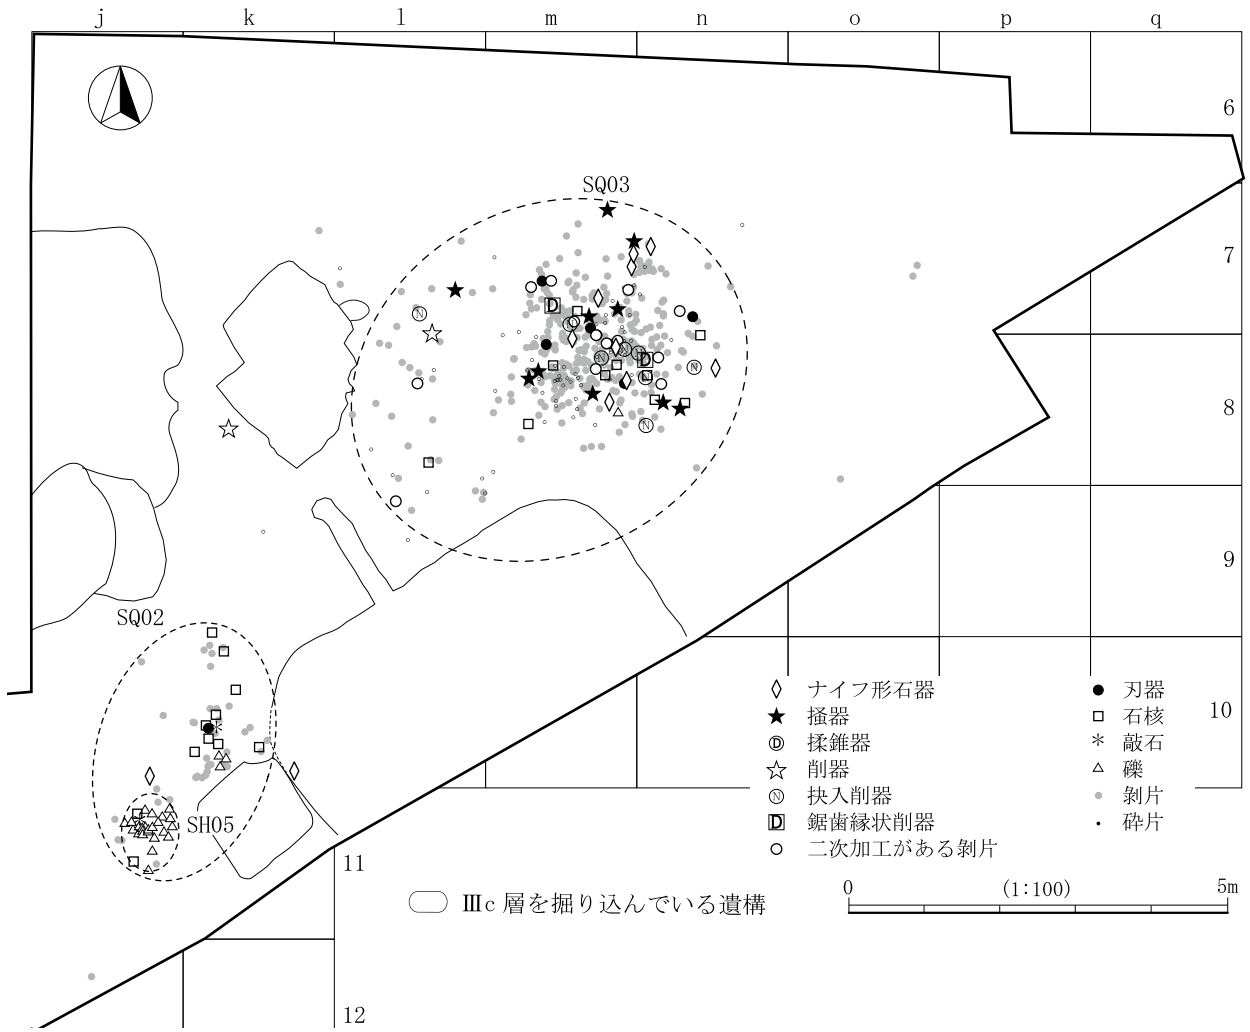 j k l m n o p q
6
SQ03
7
8
9
SQ02
10
ナイフ形石器
掻器
揉錐器
削器
抉入削器
鋸歯縁状削器
二次加工がある剥片
刃器
石核
敲石
礫
剥片
砕片
SH05
11
Ⅲc 層を掘り込んでいる遺構
0 (1:100) 5m
12